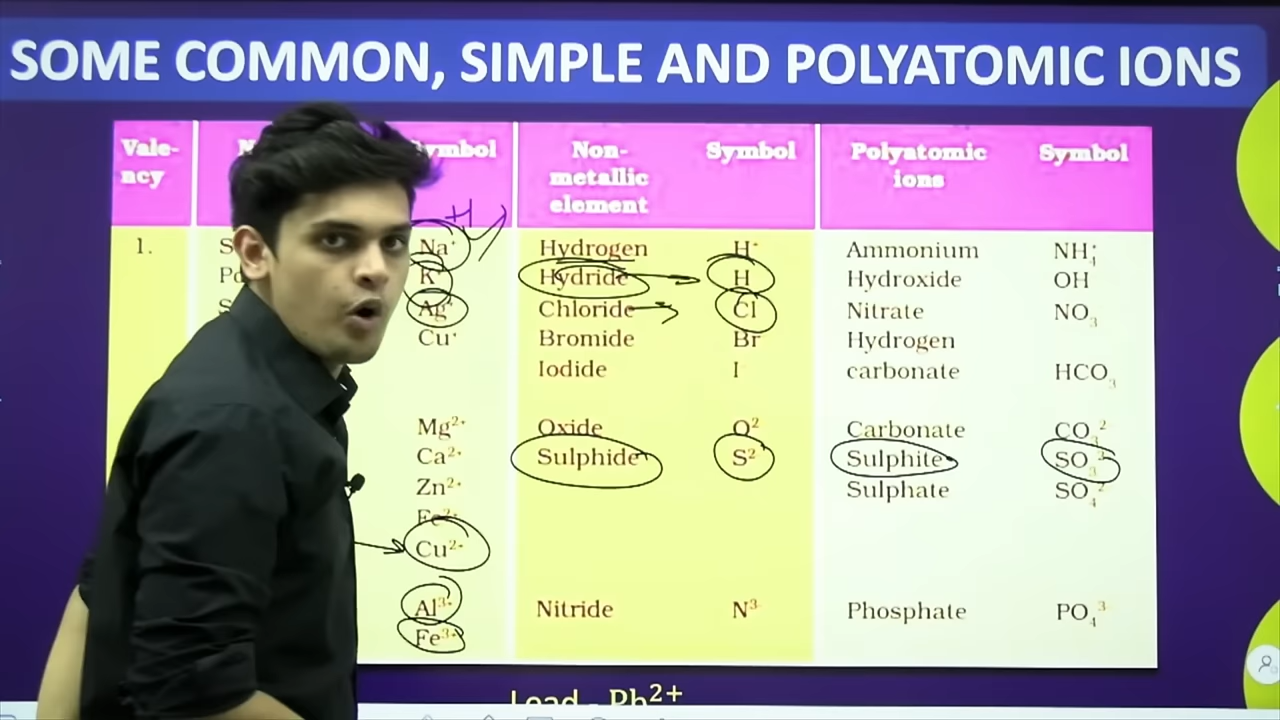 SOME COMMON, SIMPLE AND POLYATOMIC IONS
Vale-
ncy
Symbol
Non-
metallic
element
Symbol
Polyatomic
ions
Symbol
1.
Na⁺
Hydrogen
H⁺
Ammonium
NH₄⁺
K⁺
Hydride
H
Hydroxide
OH
Ag⁺
Chloride
Cl
Nitrate
NO₃
Cu⁺
Bromide
Br
Hydrogen
Iodide
I
carbonate
HCO₃
Mg²⁺
Oxide
O²
Carbonate
CO₃²
Ca²⁺
Sulphide
S²
Sulphite
SO₃²
Zn²⁺
Sulphate
SO₄²
Fe²⁺
Cu²⁺
Al³⁺
Nitride
N³
Phosphate
PO₄³
Fe³⁺
Lead - Pb²⁺